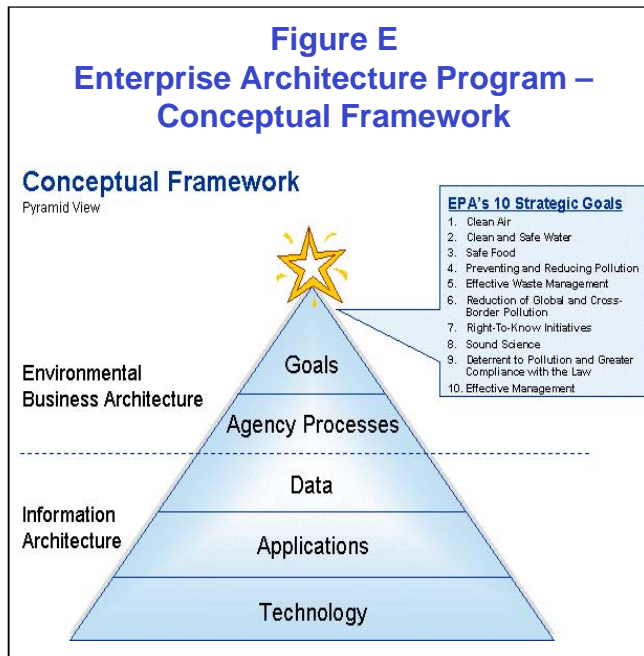 Figure E
Enterprise Architecture Program –
Conceptual Framework
Conceptual Framework
Pyramid View
EPA's 10 Strategic Goals
1. Clean Air
2. Clean and Safe Water
3. Safe Food
4. Preventing and Reducing Pollution
5. Effective Waste Management
6. Reduction of Global and Cross-
Border Pollution
7. Right-To-Know Initiatives
8. Sound Science
9. Deterrent to Pollution and Greater
Compliance with the Law
10. Effective Management
Environmental
Business Architecture
Goals
Agency Processes
Information
Architecture
Data
Applications
Technology